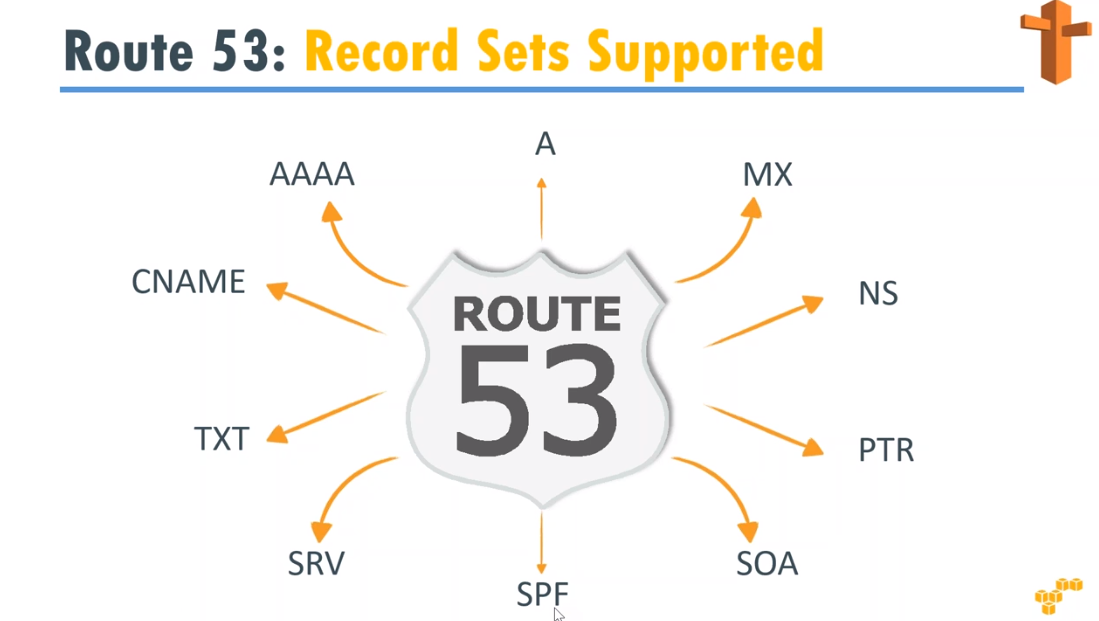 Route 53: Record Sets Supported
A
AAAA
MX
CNAME
NS
ROUTE
53
TXT
PTR
SRV
SOA
SPF